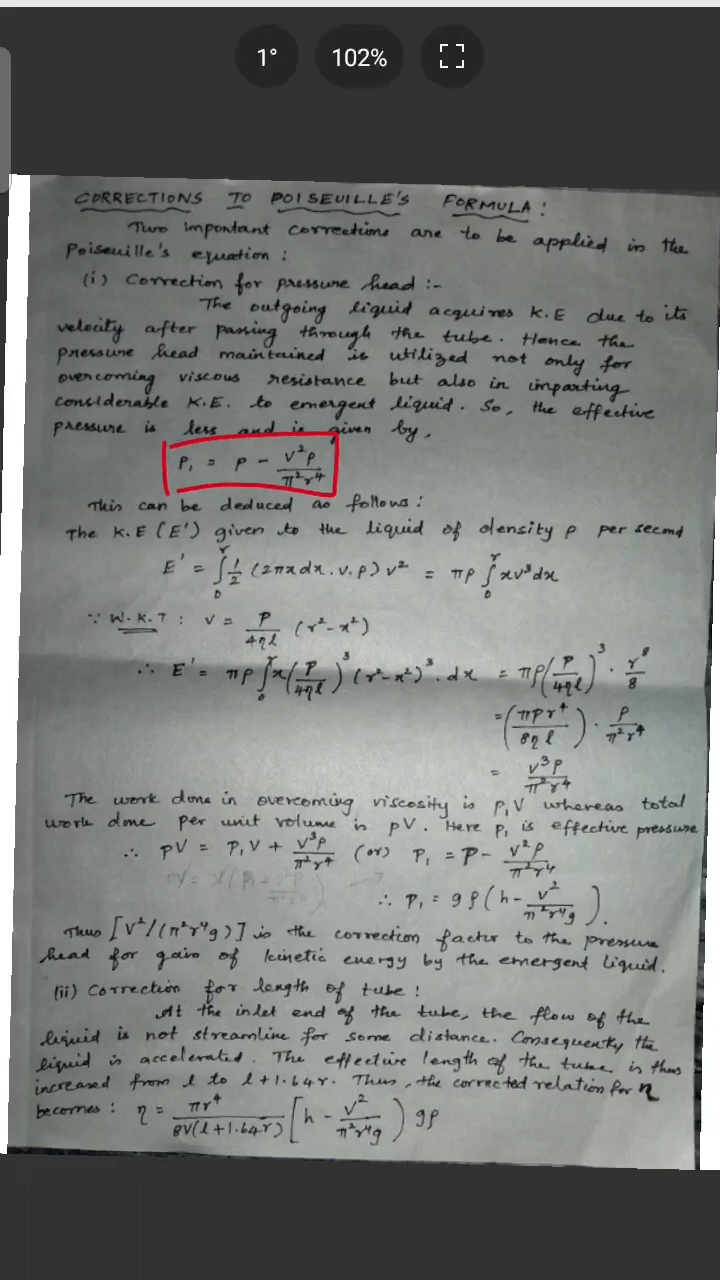 1°
102%
CORRECTIONS TO POISEUILLE'S FORMULA:
Two important corrections are to be applied in the
Poiseuille's equation:
(i) Correction for pressure head :-
The outgoing liquid acquires K.E due to its
velocity after passing through the tube. Hence the
pressure head maintained is utilized not only for
overcoming viscous resistance but also in imparting
considerable K.E. to emergent liquid. So, the effective
pressure is less and is given by,
P₁ = P - V²ρ/π²r⁴
This can be deduced as follows:
The K.E (E') given to the liquid of density ρ per second
E' = ∫₀ʳ ½ (2πxdx.v.ρ) v² = πρ ∫₀ʳ xv³dx
∵ W.K.T: v = P/4ηl (r²-x²)
∴ E' = πρ ∫₀ʳ x (P/4ηl)³ (r²-x²)³.dx = πρ (P/4ηl)³ . r⁸/8
= (πpr⁴/8ηl) . ρ/π²r⁴
= V³ρ/π²r⁴
The work done in overcoming viscosity is p₁V whereas total
work done per unit volume is pV. Here p₁ is effective pressure
∴ pV = P₁V + V³ρ/π²r⁴ (or) P₁ = P - V²ρ/π²r⁴
∴ P₁ = gρ (h - V²/π²r⁴g).
Thus [V²/(π²r⁴g)] is the correction factor to the pressure
head for gain of kinetic energy by the emergent liquid.
(ii) Correction for length of tube:
At the inlet end of the tube, the flow of the
liquid is not streamline for some distance. Consequenty the
liquid is accelerated. The effective length of the tube is thus
increased from l to l+1.64r. Thus, the corrected relation for η
becomes: η = πr⁴/8V(l+1.64r) [h - V²/π²r⁴g) gρ